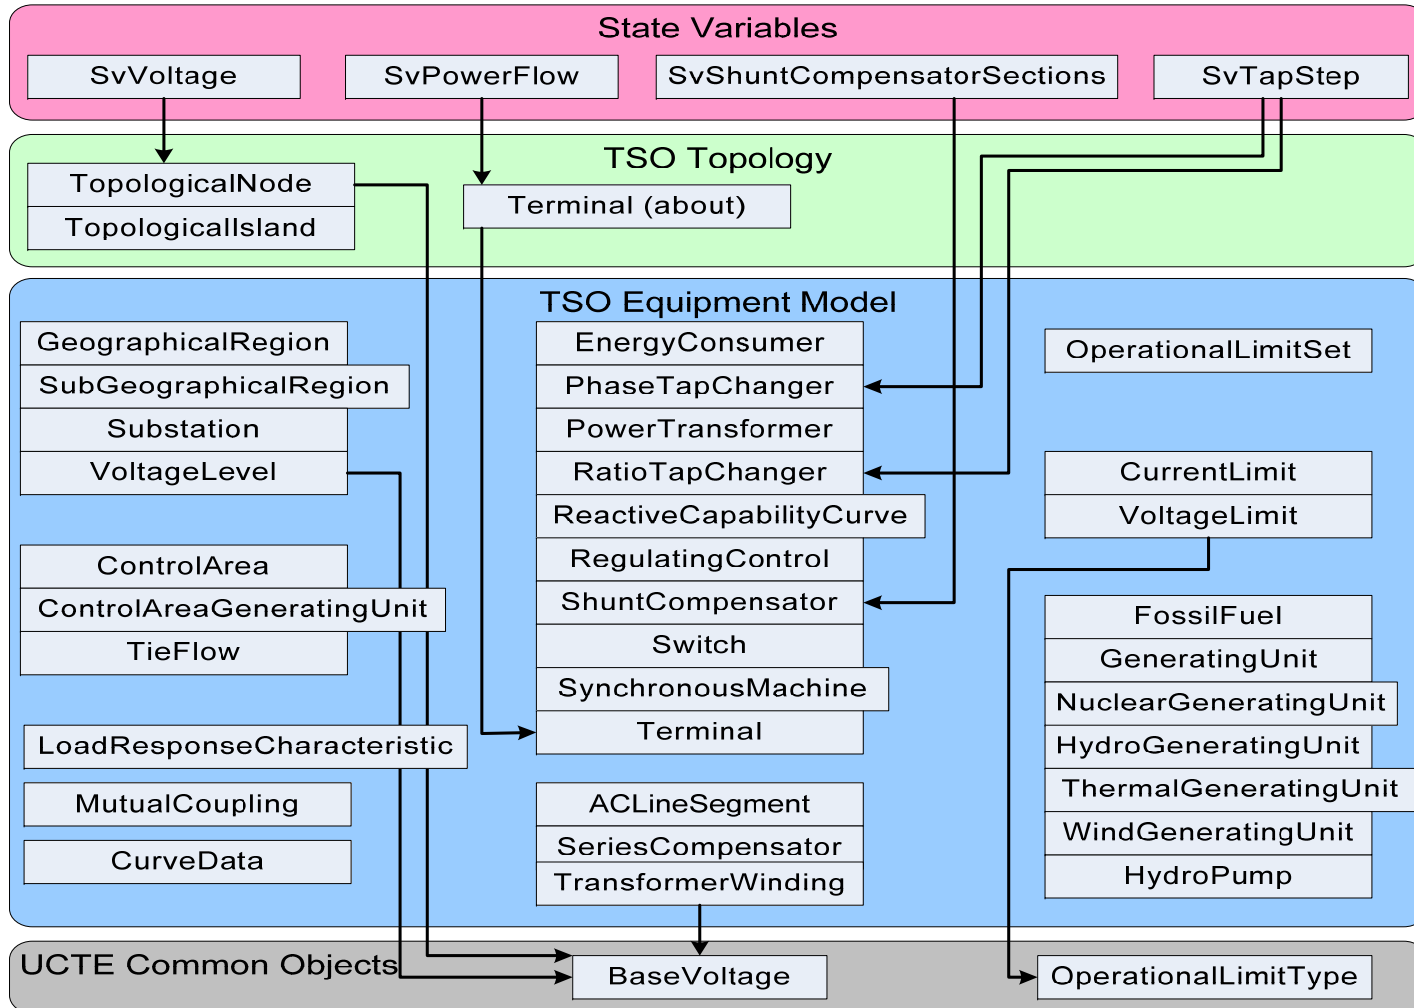 State Variables
SvVoltage
SvPowerFlow
SvShuntCompensatorSections
SvTapStep
TSO Topology
TopologicalNode
TopologicalIsland
Terminal (about)
TSO Equipment Model
GeographicalRegion
SubGeographicalRegion
Substation
VoltageLevel
ControlArea
ControlAreaGeneratingUnit
TieFlow
LoadResponseCharacteristic
MutualCoupling
CurveData
EnergyConsumer
PhaseTapChanger
PowerTransformer
RatioTapChanger
ReactiveCapabilityCurve
RegulatingControl
ShuntCompensator
Switch
SynchronousMachine
Terminal
ACLineSegment
SeriesCompensator
TransformerWinding
OperationalLimitSet
CurrentLimit
VoltageLimit
FossilFuel
GeneratingUnit
NuclearGeneratingUnit
HydroGeneratingUnit
ThermalGeneratingUnit
WindGeneratingUnit
HydroPump
UCTE Common Objects
BaseVoltage
OperationalLimitType